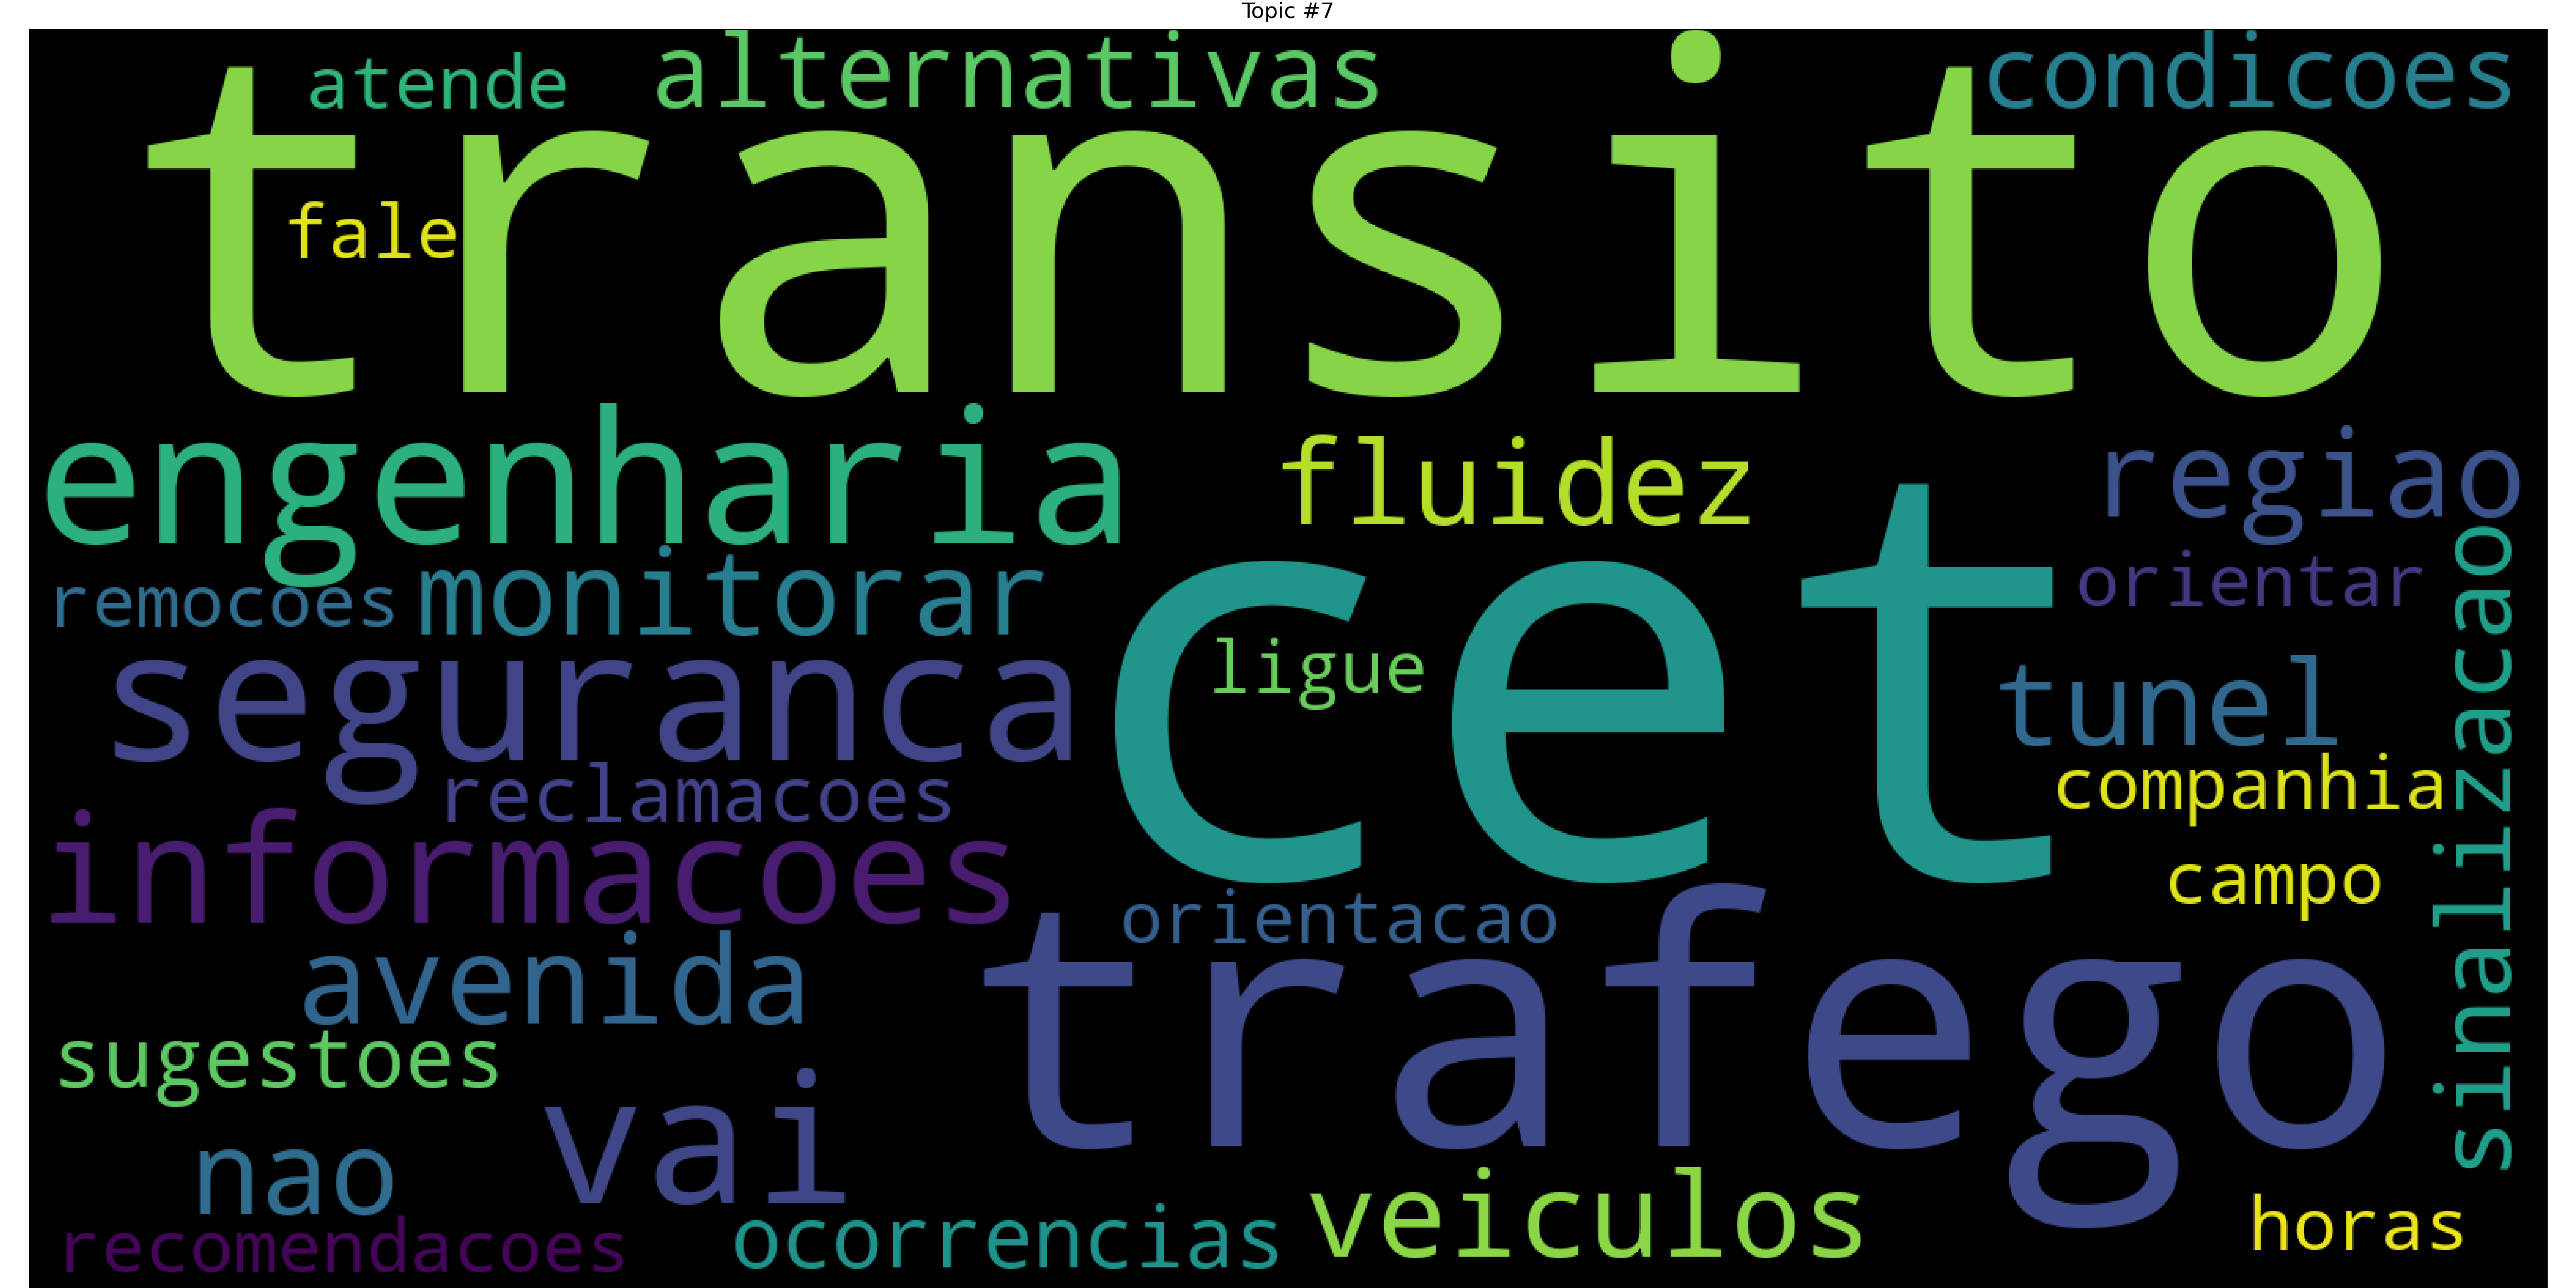 Topic #7
atende
alternativas
condicoes
transito
fale
engenharia
fluidez
regiao
remocoes
monitorar
orientar
cet
ligue
seguranca
tunel
sinalizacao
reclamacoes
companhia
informacoes
campo
orientacao
avenida
trafego
sugestoes
vai
nao
veiculos
horas
recomendacoes
ocorrencias